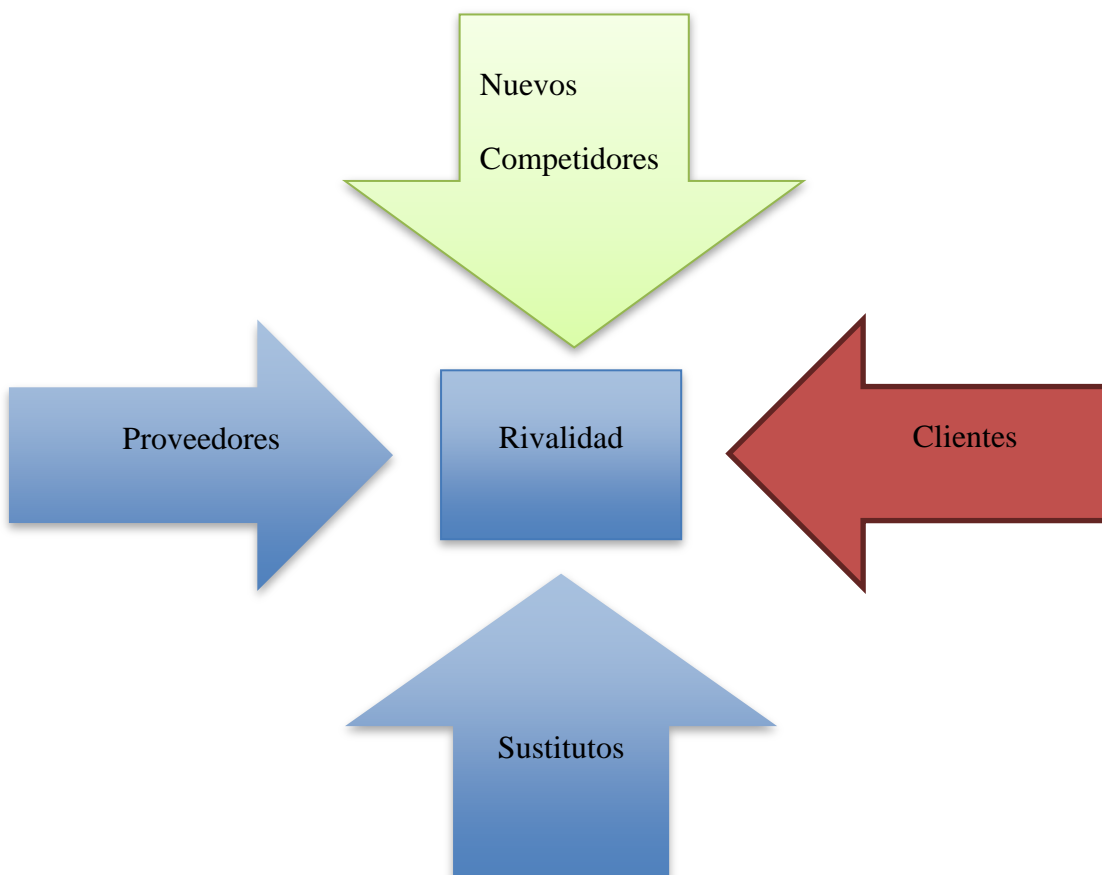 Nuevos
Competidores
Proveedores
Rivalidad
Clientes
Sustitutos